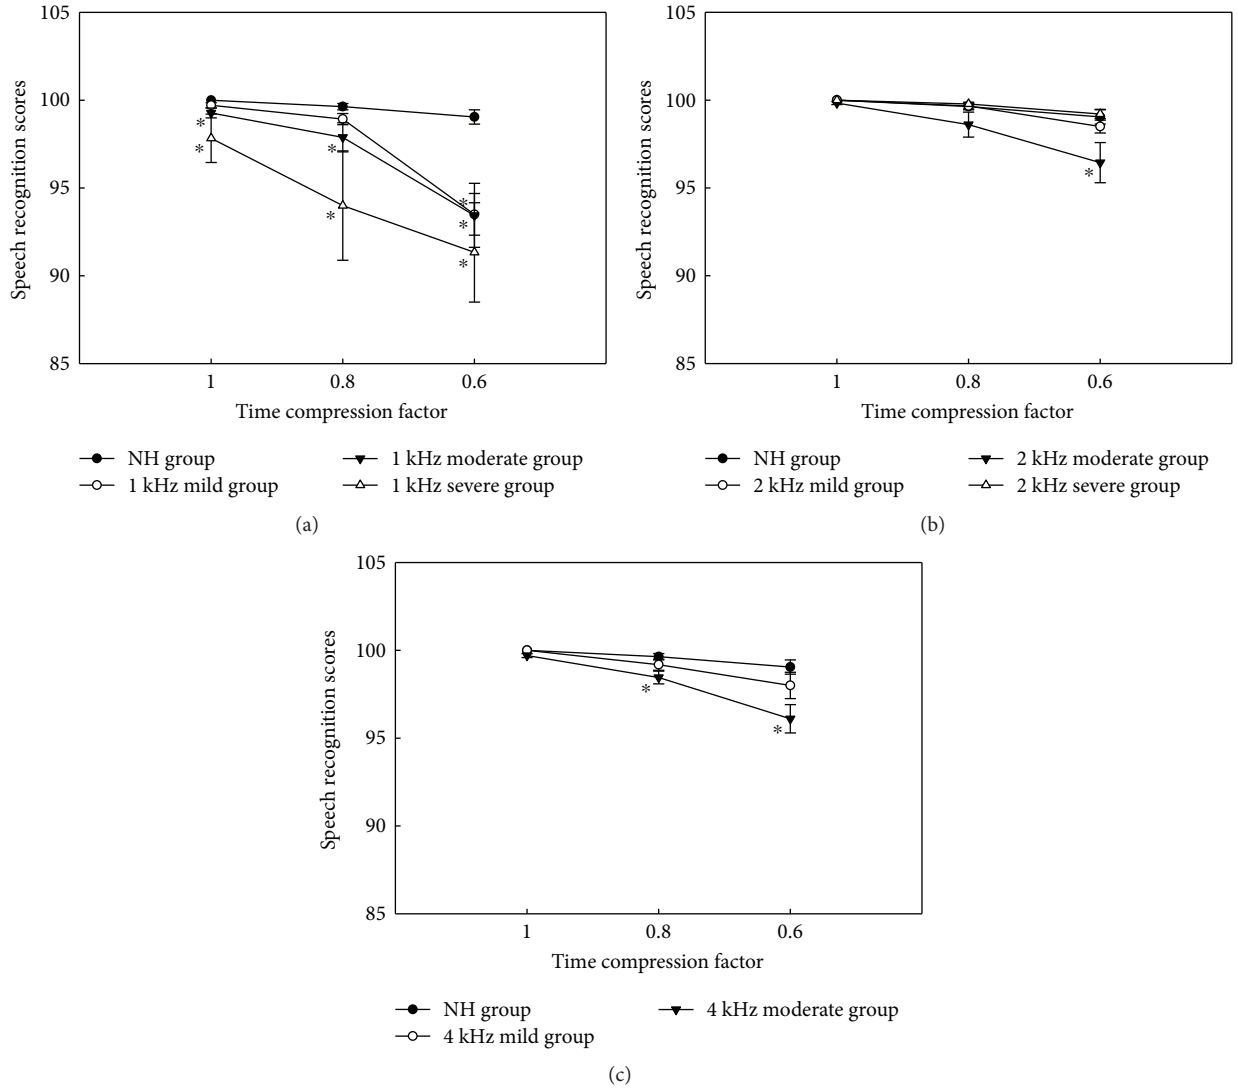 105
100
95
90
85
Speech recognition scores
*
*
*
*
*
*
*
1 0.8 0.6
Time compression factor
NH group
1 kHz mild group
1 kHz moderate group
1 kHz severe group
(a)
105
100
95
90
85
Speech recognition scores
*
1 0.8 0.6
Time compression factor
NH group
2 kHz mild group
2 kHz moderate group
2 kHz severe group
(b)
105
100
95
90
85
Speech recognition scores
*
*
1 0.8 0.6
Time compression factor
NH group
4 kHz mild group
4 kHz moderate group
(c)